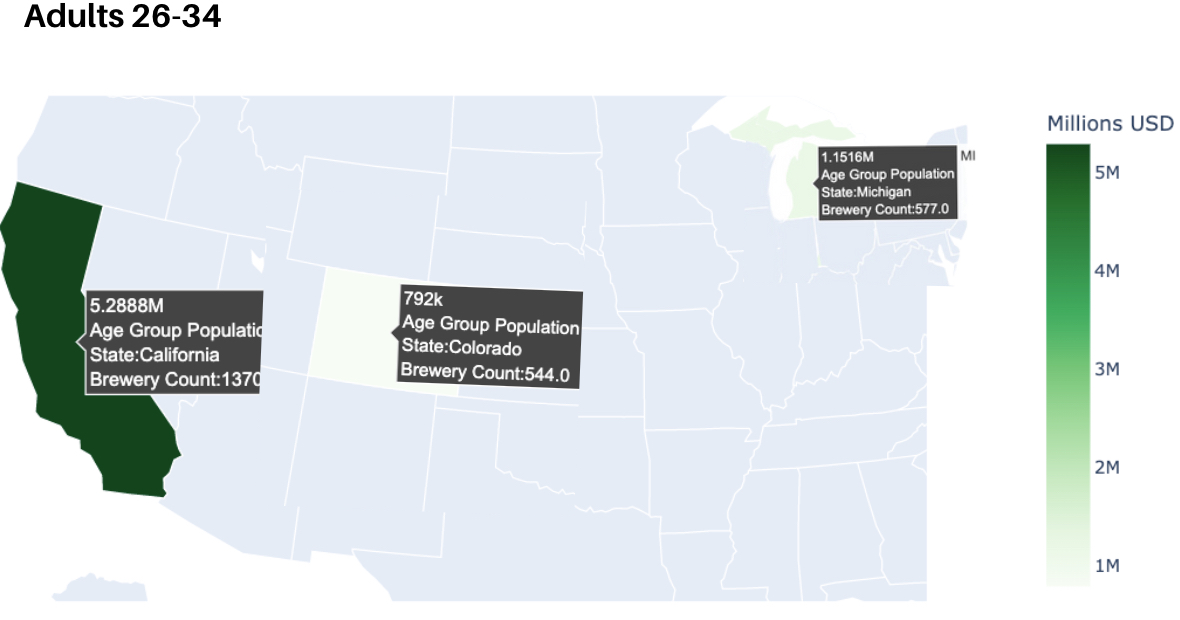 Adults 26-34
Millions USD
5M
4M
3M
2M
1M
1.1516M
Age Group Population
State:Michigan
Brewery Count:577.0
MI
5.2888M
Age Group Populatio
State:California
Brewery Count:1370
792k
Age Group Population
State:Colorado
Brewery Count:544.0